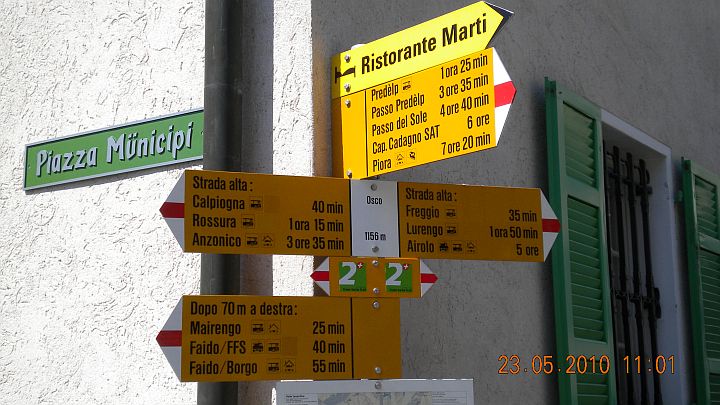 Ristorante Marti
Predèlp 1 ora 25 min
Passo Predèlp 3 ore 35 min
Passo del Sole 4 ore 40 min
Cap. Cadagno SAT 6 ore
Piora 7 ore 20 min
Piazza Münicipi
Strada alta:
Calpiogna 40 min
Rossura 1 ora 15 min
Anzonico 3 ore 35 min
Osco
1156 m
Strada alta:
Freggio 35 min
Lurengo 1 ora 50 min
Airolo 5 ore
2 2
Dopo 70 m a destra:
Mairengo 25 min
Faido/FFS 40 min
Faido/Borgo 55 min
23.05.2010 11:01